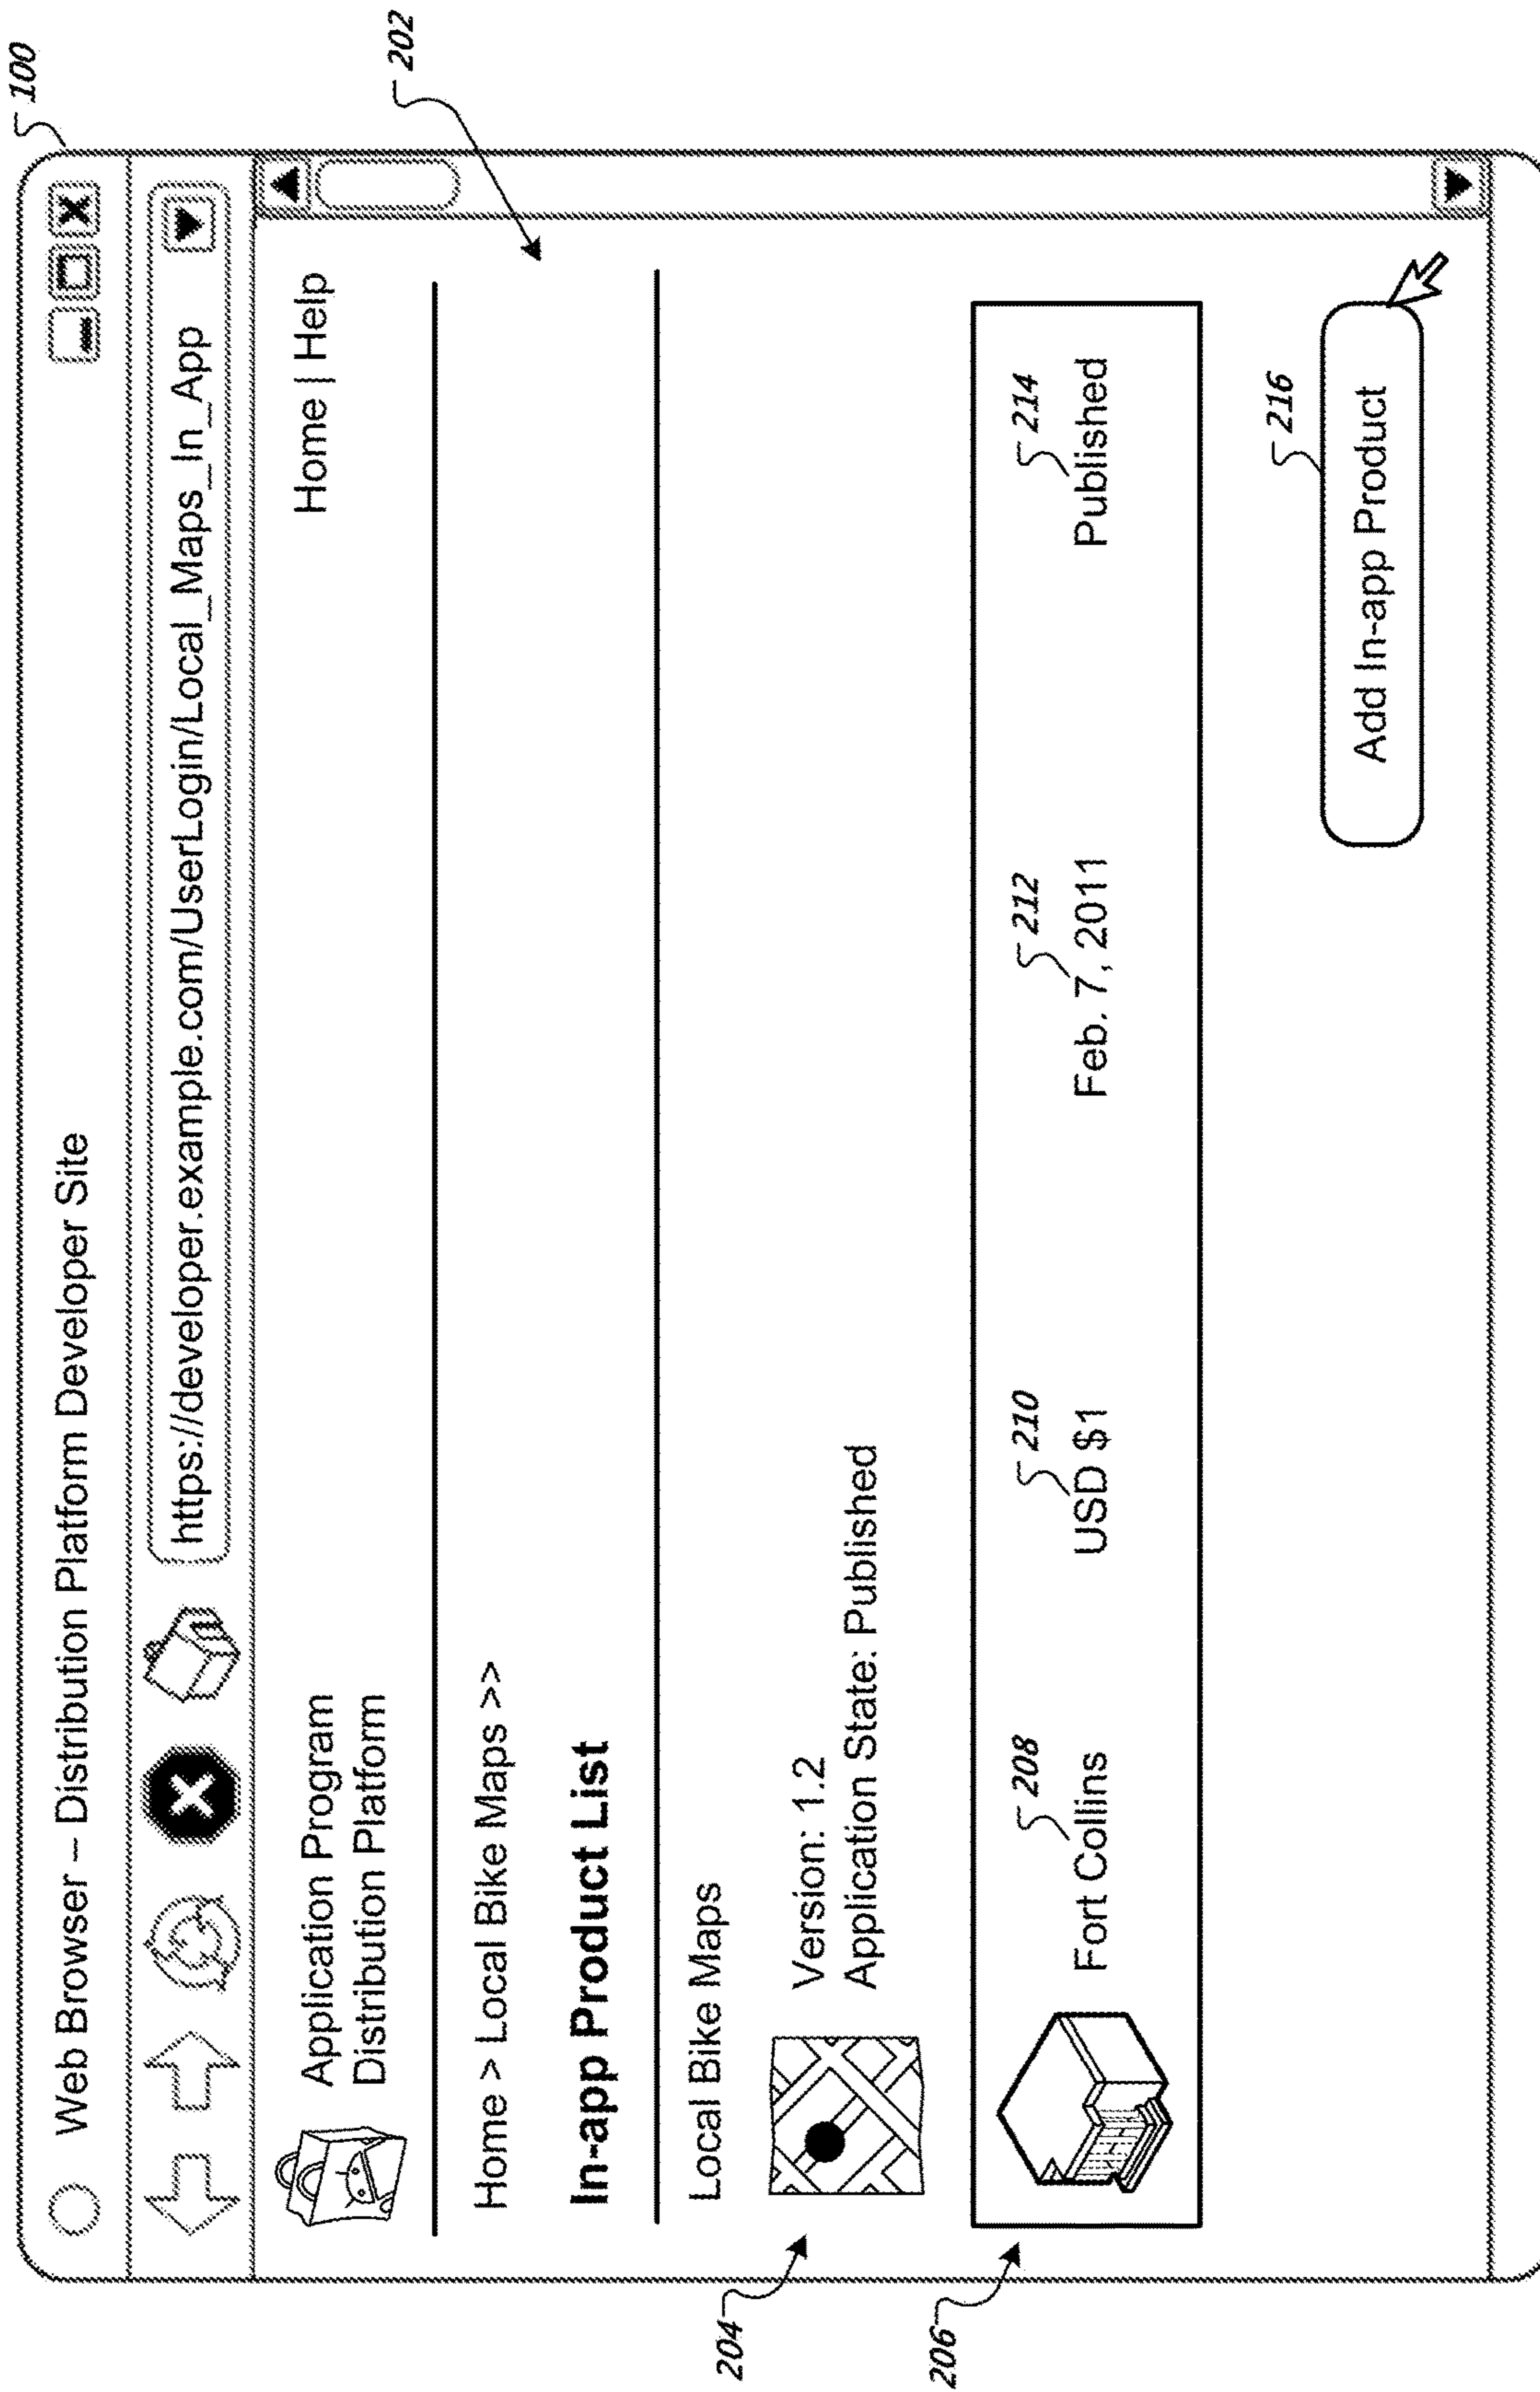 100
Web Browser – Distribution Platform Developer Site
https://developer.example.com/UserLogin/Local_Maps_In_App
Application Program
Distribution Platform
Home | Help
202
Home > Local Bike Maps >>
In-app Product List
Local Bike Maps
204
Version: 1.2
Application State: Published
206
208
210
212
214
Fort Collins
USD $1
Feb. 7, 2011
Published
216
Add In-app Product